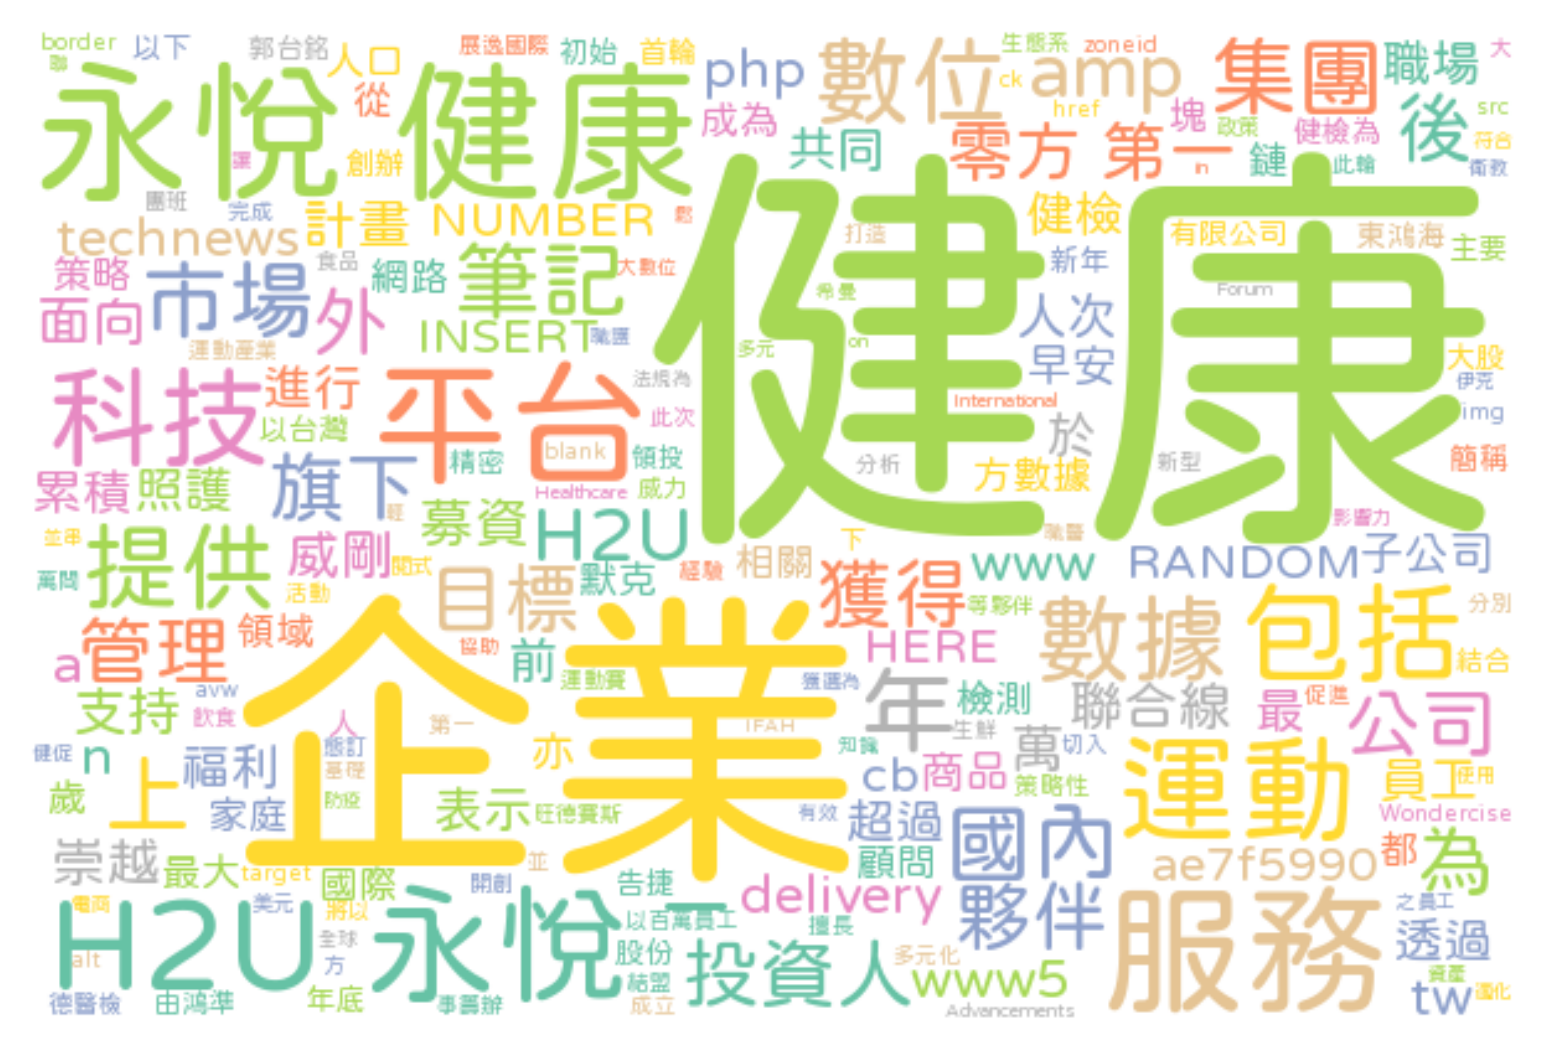 border
以下
郭台銘
人口
展逸國際
初始
首輪
php
數位
生態系
zoneid
ck
amp
集團
職場
大
永悅 健康
從
成為
href
塊
政策
src
後
創辦
共同
零方 第一
健檢為
符合
鏈
此輪
衛教
in
團班
完成
計畫
NUMBER
健康
健檢
technews
打造
有限公司
東鴻海
主要
策略
市場
食品
網路
筆記
大數位
新年
面向
外
INSERT
希曼
Forum
人次
運動產業
多元
on
早安
大股
科技
進行
平台
法規為
伊克
International
img
以台灣
此次
於
blank
旗下
精密
領投
分析
方數據
新型
簡稱
累積
照護
Healthcare
威力
募資
H2U
影響力
並串
提供
威剛
相關
下
www
RANDOM
子公司
萬間
活動
目標
默克
經驗
獲得
等夥伴
數據
包括
分別
管理
領域
企業
協助
前
HERE
結合
a
運動賽
獲選為
年
檢測
聯合線
最
促進
公司
支持
avw
飲食
人
第一
IFAH
生鮮
健促
n
福利
基礎
亦
知識
萬
切入
cb
商品
策略性
運動
員工
使用
歲
上
家庭
防疫
表示
旺德賽斯
有效
超過
國內
Wondercise
崇越
最大
target
國際
並
顧問
ae7f5990
都
為
開創
告捷
delivery
夥伴
服務
電商
H2U 永悅
美元
將以
以百萬員工
擅長
之員工
alt
全球
股份
投資人
多元化
透過
方
結盟
www5
資產
德醫檢
由鴻準
年底
事籌辦
成立
Advancements
tw